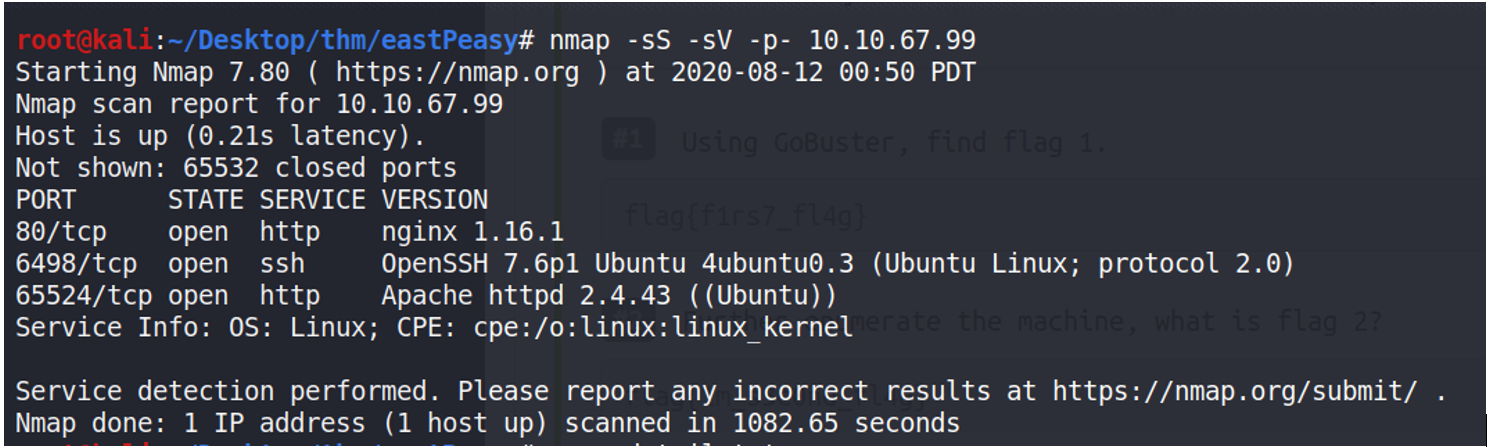 root@kali:~/Desktop/thm/eastPeasy# nmap -sS -sV -p- 10.10.67.99
Starting Nmap 7.80 ( https://nmap.org ) at 2020-08-12 00:50 PDT
Nmap scan report for 10.10.67.99
Host is up (0.21s latency).
#1 Using GoBuster, find flag 1.
Not shown: 65532 closed ports
PORT      STATE SERVICE VERSION
flag{f1rs7_fl4g}
80/tcp    open  http    nginx 1.16.1
6498/tcp  open  ssh     OpenSSH 7.6p1 Ubuntu 4ubuntu0.3 (Ubuntu Linux; protocol 2.0)
65524/tcp open  http    Apache httpd 2.4.43 ((Ubuntu))
Service Info: OS: Linux; CPE: cpe:/o:linux:linux_kernel
the machine, what is flag 2?
Service detection performed. Please report any incorrect results at https://nmap.org/submit/ .
Nmap done: 1 IP address (1 host up) scanned in 1082.65 seconds